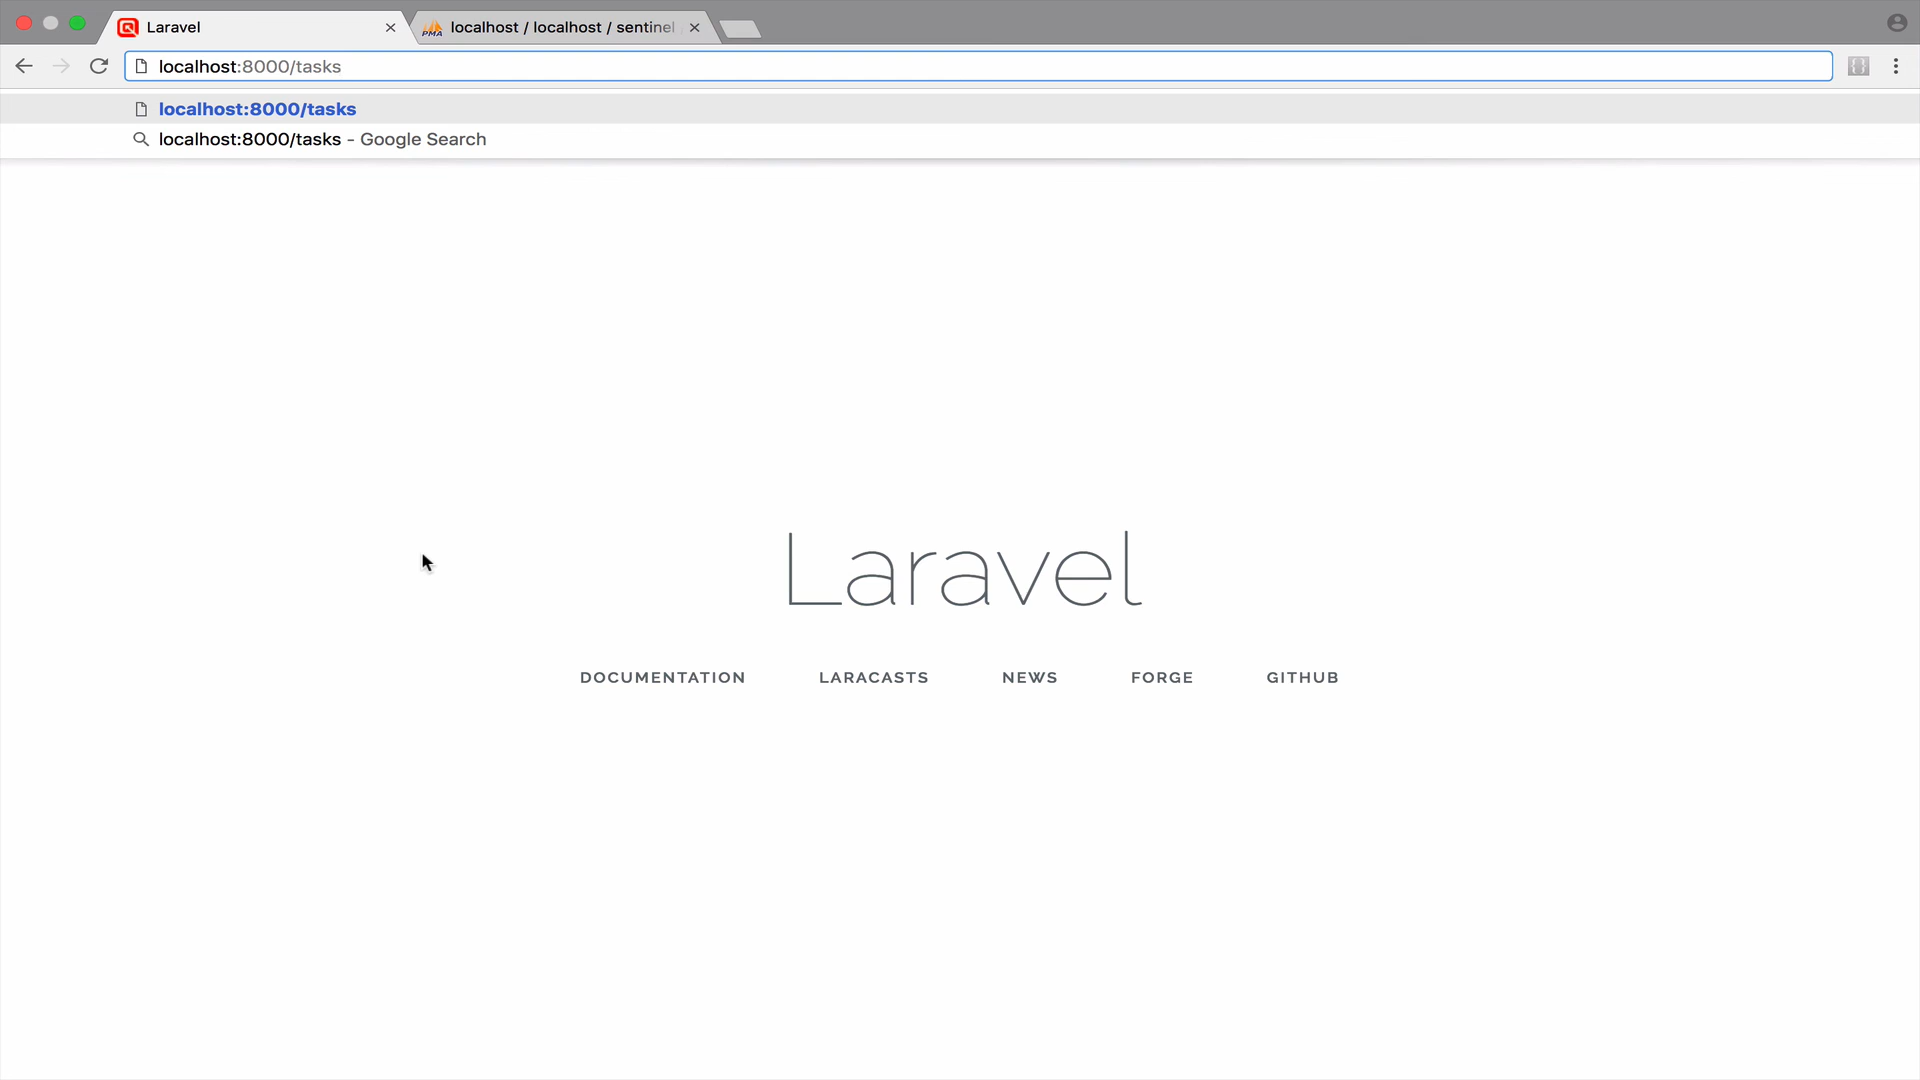 Laravel
localhost / localhost / sentinel
PMA
localhost:8000/tasks
localhost:8000/tasks
localhost:8000/tasks - Google Search
Laravel
DOCUMENTATION LARACASTS NEWS FORGE GITHUB